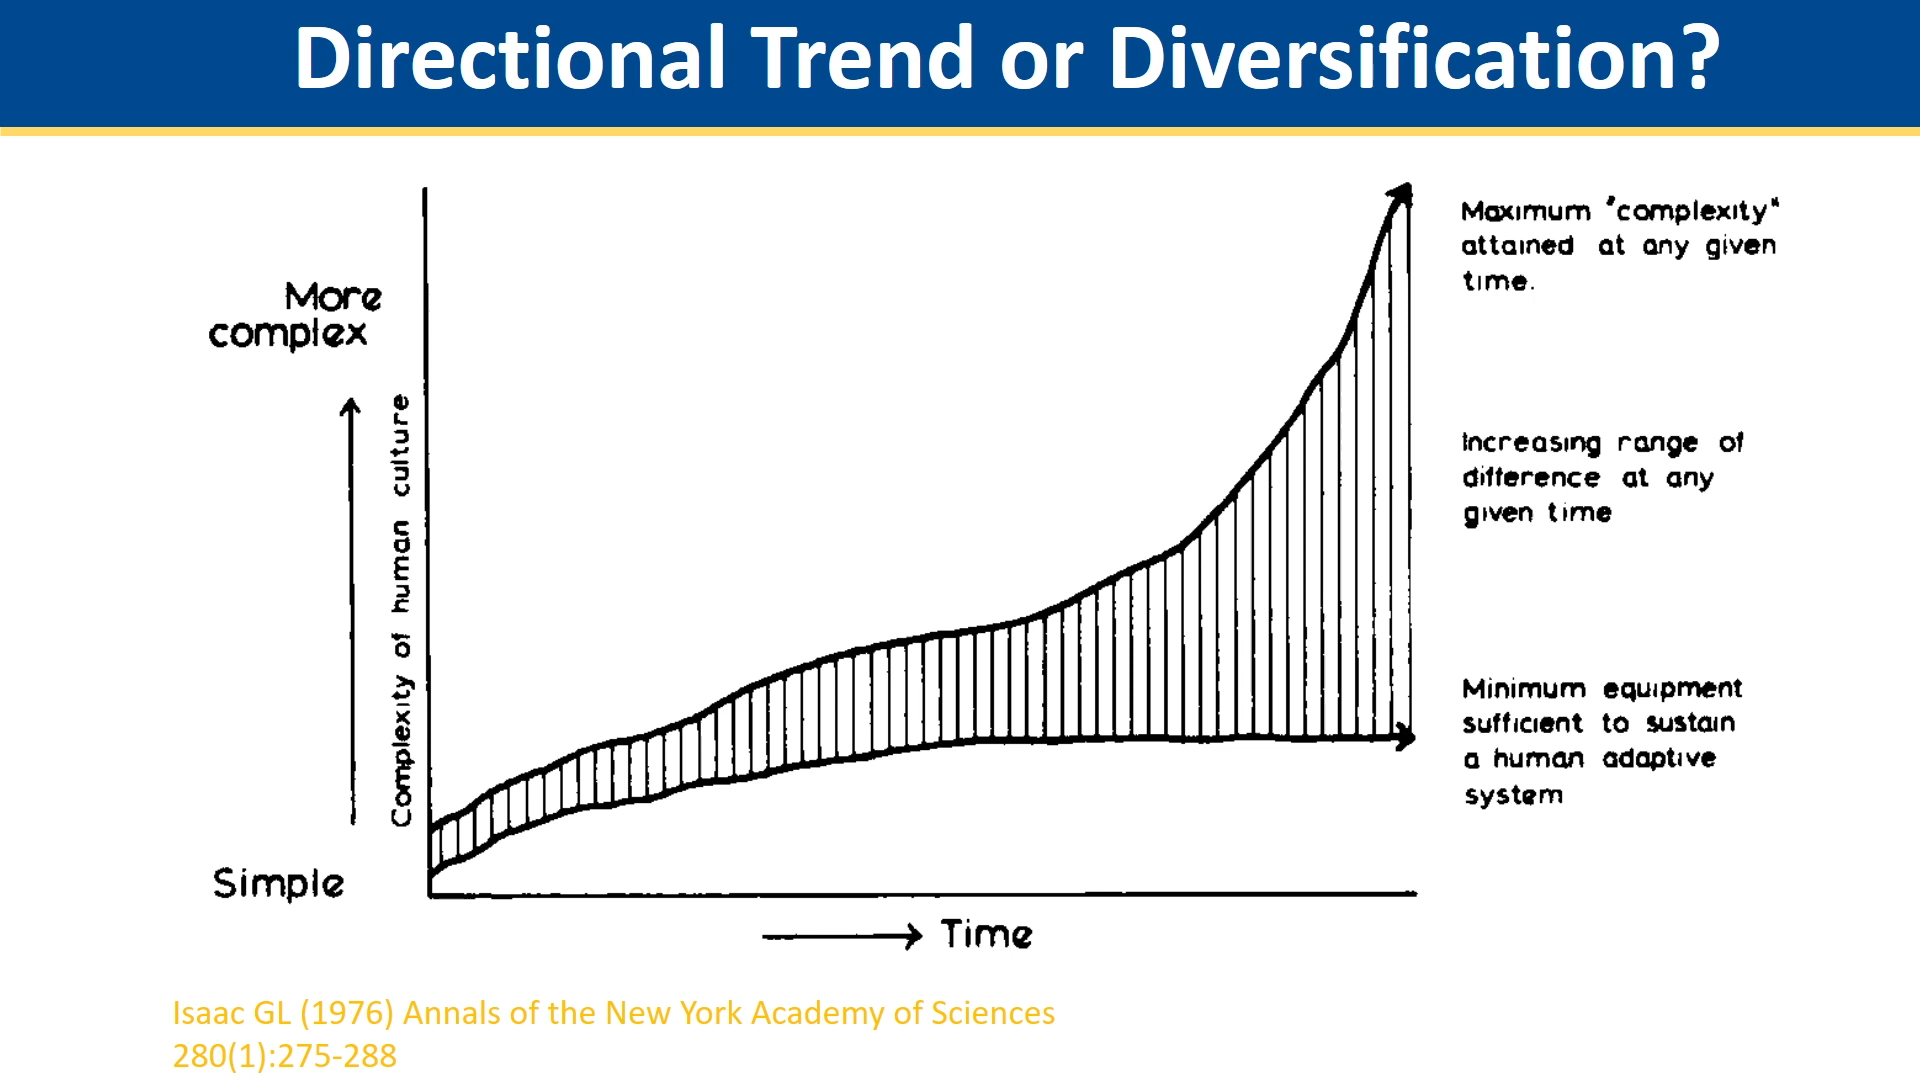 Directional Trend or Diversification?
Maximum "complexity"
attained at any given
time.
More
complex
Complexity of human culture
Increasing range of
difference at any
given time
Minimum equipment
sufficient to sustain
a human adaptive
system
Simple
Time
Isaac GL (1976) Annals of the New York Academy of Sciences
280(1):275-288